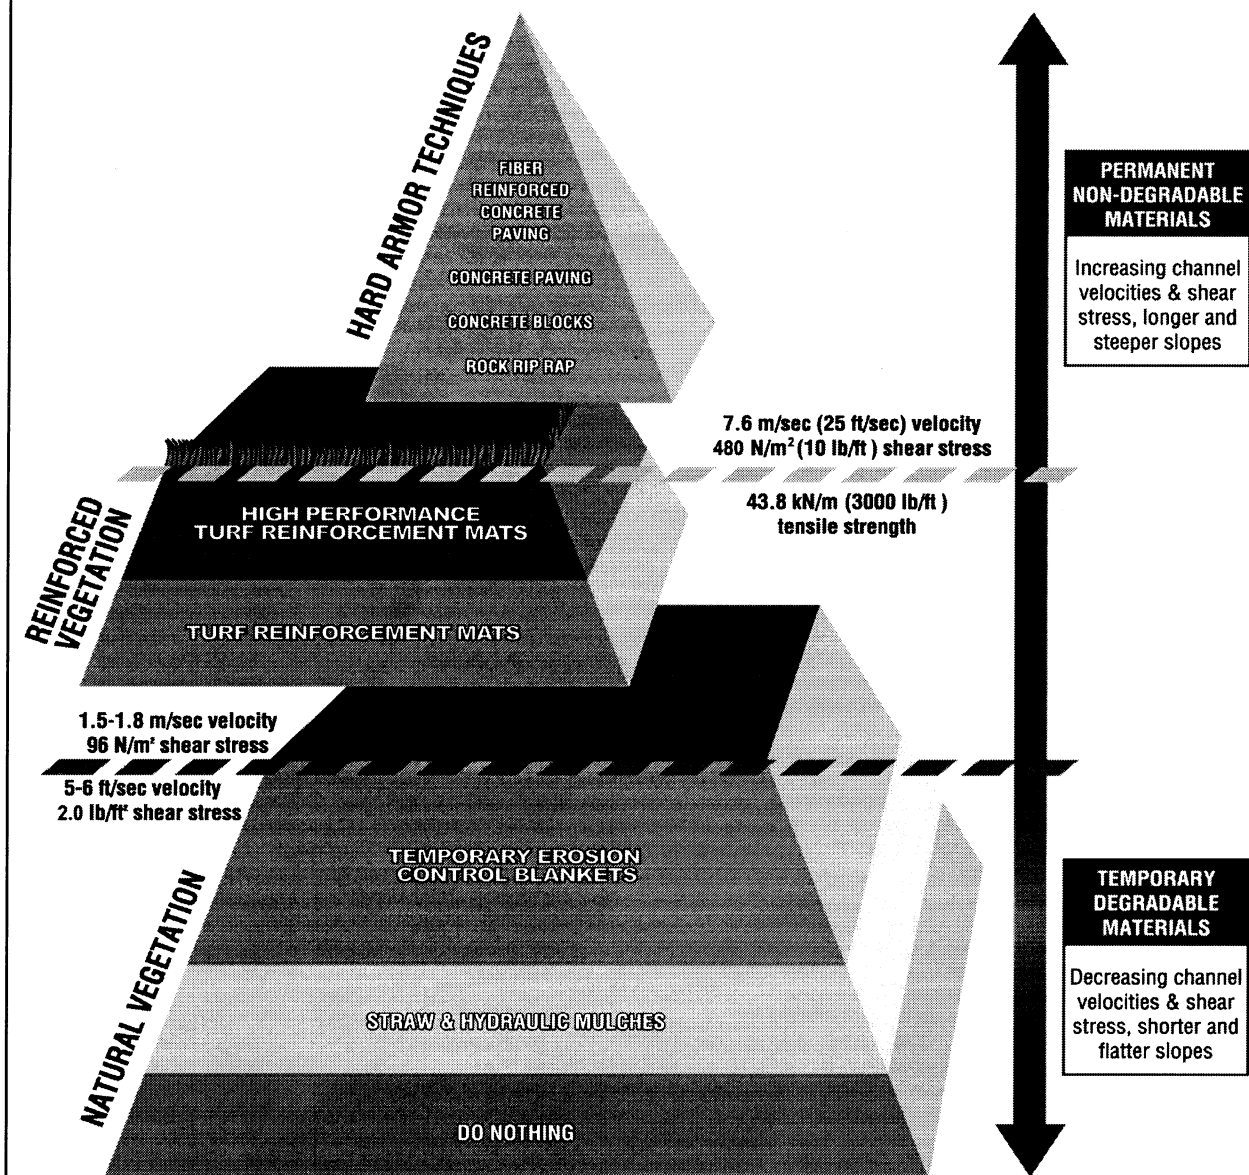 HARD ARMOR TECHNIQUES
FIBER
REINFORCED
CONCRETE
PAVING
CONCRETE PAVING
CONCRETE BLOCKS
ROCK RIP RAP
PERMANENT
NON-DEGRADABLE
MATERIALS
Increasing channel
velocities & shear
stress, longer and
steeper slopes
7.6 m/sec (25 ft/sec) velocity
480 N/m² (10 lb/ft ) shear stress
43.8 kN/m (3000 lb/ft )
tensile strength
REINFORCED
VEGETATION
HIGH PERFORMANCE
TURF REINFORCEMENT MATS
TURF REINFORCEMENT MATS
1.5-1.8 m/sec velocity
96 N/m² shear stress
5-6 ft/sec velocity
2.0 lb/ft² shear stress
NATURAL VEGETATION
TEMPORARY EROSION
CONTROL BLANKETS
STRAW & HYDRAULIC MULCHES
DO NOTHING
TEMPORARY
DEGRADABLE
MATERIALS
Decreasing channel
velocities & shear
stress, shorter and
flatter slopes